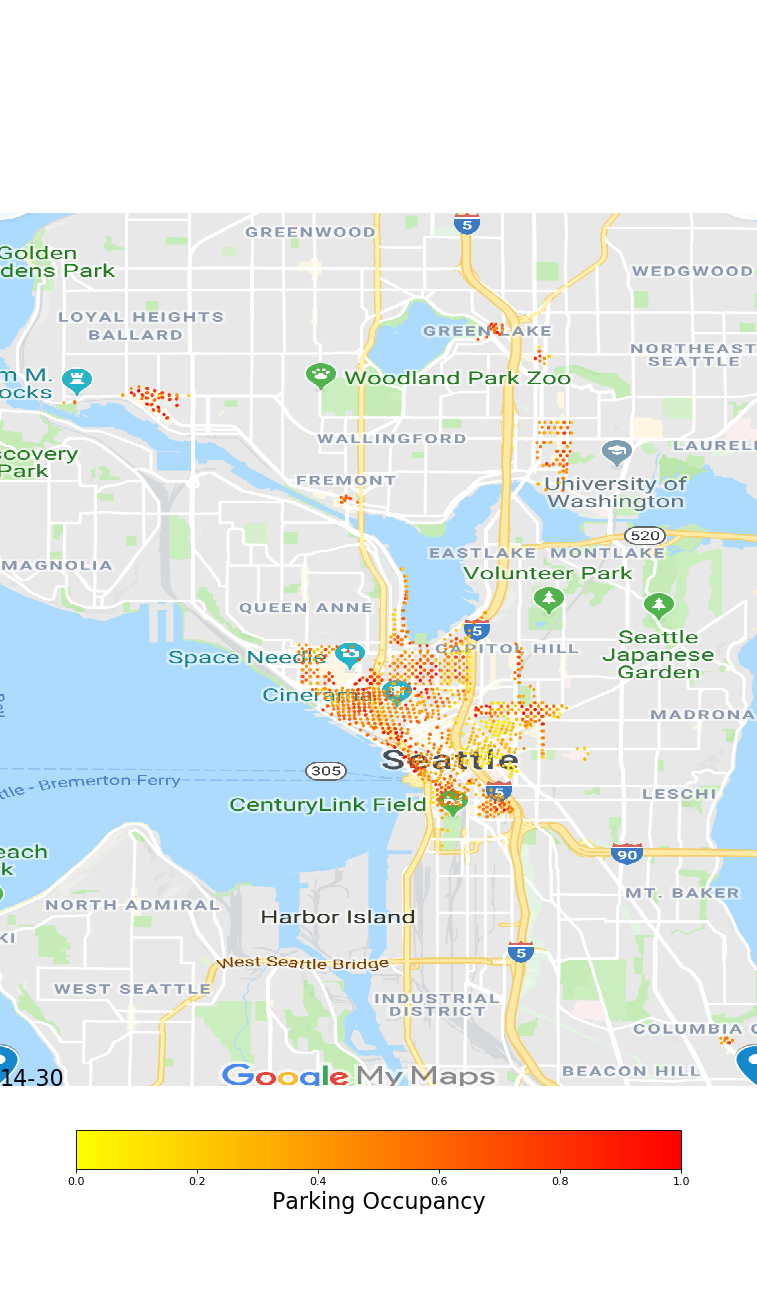 GREENWOOD
5
Golden
dens Park
WEDGWOOD
LOYAL HEIGHTS
BALLARD
GREEN LAKE
NORTHEAST
SEATTLE
m M.
ocks
Woodland Park Zoo
WALLINGFORD
LAURELH
scovery
Park
FREMONT
University of
Washington
520
EASTLAKE
MONTLAKE
MAGNOLIA
Volunteer Park
QUEEN ANNE
5
CAPITOL HILL
Seattle
Japanese
Garden
Space Needle
Cinerama
MADRONA
Seattle
305
ttle - Bremerton Ferry
5
LESCHI
CenturyLink Field
each
k
90
MT. BAKER
NORTH ADMIRAL
Harbor Island
KI
5
West Seattle Bridge
WEST SEATTLE
INDUSTRIAL
DISTRICT
COLUMBIA C
BEACON HILL
14-30
Google My Maps
0.0 0.2 0.4 0.6 0.8 1.0
Parking Occupancy